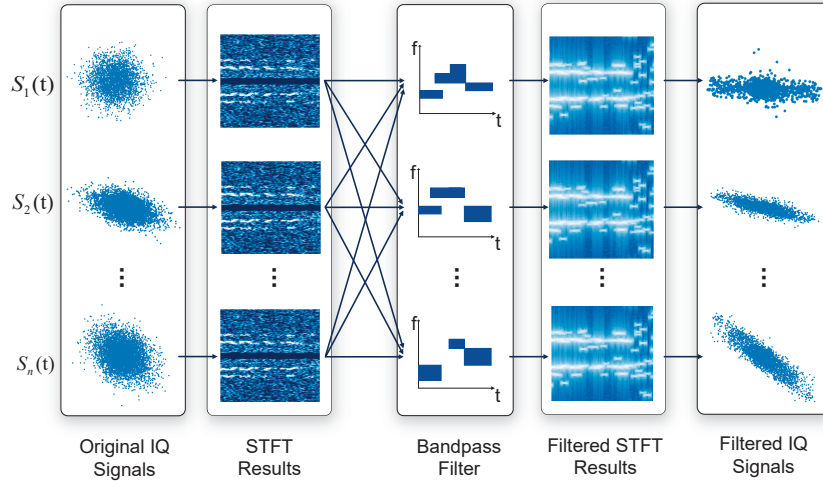 S₁(t)
f
t
S₂(t)
f
t
...
...
...
...
...
Sₙ(t)
f
t
Original IQ
Signals
STFT
Results
Bandpass
Filter
Filtered STFT
Results
Filtered IQ
Signals